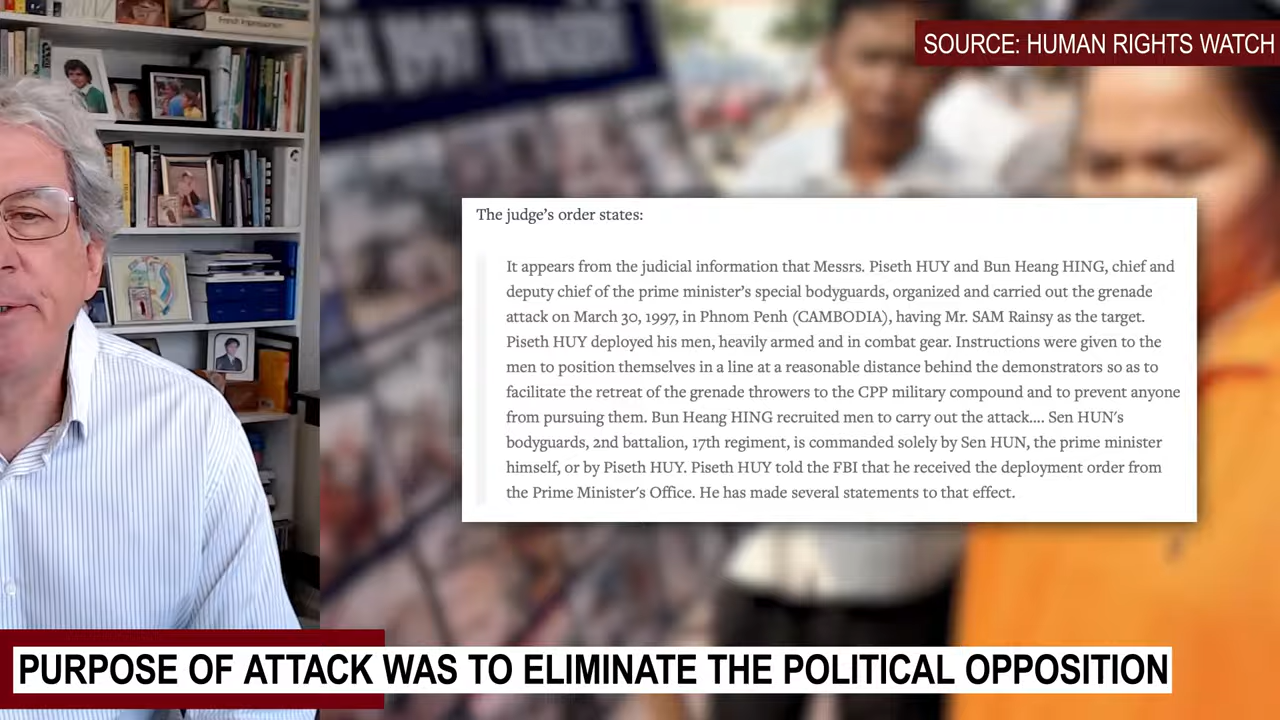 French Impressionism
SOURCE: HUMAN RIGHTS WATCH
The judge’s order states:
It appears from the judicial information that Messrs. Piseth HUY and Bun Heang HING, chief and
deputy chief of the prime minister’s special bodyguards, organized and carried out the grenade
attack on March 30, 1997, in Phnom Penh (CAMBODIA), having Mr. SAM Rainsy as the target.
Piseth HUY deployed his men, heavily armed and in combat gear. Instructions were given to the
men to position themselves in a line at a reasonable distance behind the demonstrators so as to
facilitate the retreat of the grenade throwers to the CPP military compound and to prevent anyone
from pursuing them. Bun Heang HING recruited men to carry out the attack…. Sen HUN's
bodyguards, 2nd battalion, 17th regiment, is commanded solely by Sen HUN, the prime minister
himself, or by Piseth HUY. Piseth HUY told the FBI that he received the deployment order from
the Prime Minister's Office. He has made several statements to that effect.
PURPOSE OF ATTACK WAS TO ELIMINATE THE POLITICAL OPPOSITION